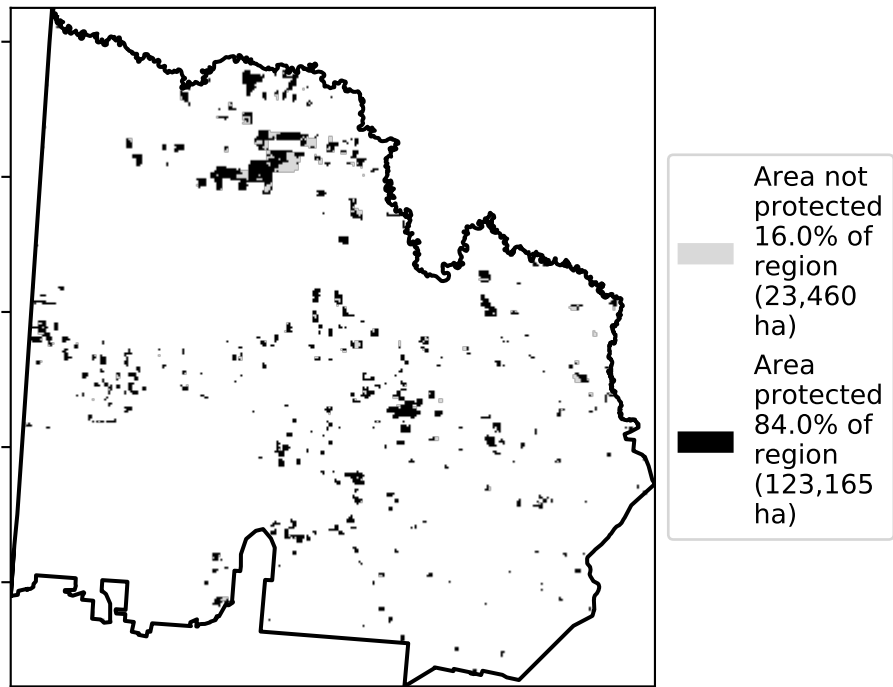 Area not
protected
16.0% of
region
(23,460
ha)
Area
protected
84.0% of
region
(123,165
ha)